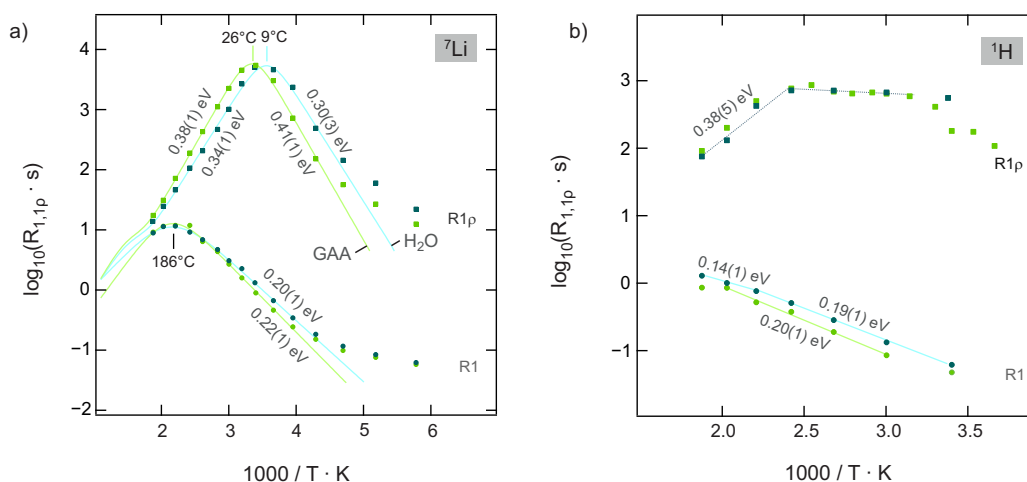 a)
26°C 9°C
⁷Li
4
3
2
1
0
−1
−2
0.38(1) eV
0.34(1) eV
0.30(3) eV
0.41(1) eV
R1ρ
GAA
H₂O
186°C
0.20(1) eV
0.22(1) eV
R1
log₁₀(R₁,₁ρ · s)
2 3 4 5 6
1000 / T · K
b)
¹H
3
2
1
0
−1
0.38(5) eV
R1ρ
0.14(1) eV
0.19(1) eV
0.20(1) eV
R1
log₁₀(R₁,₁ρ · s)
2.0 2.5 3.0 3.5
1000 / T · K